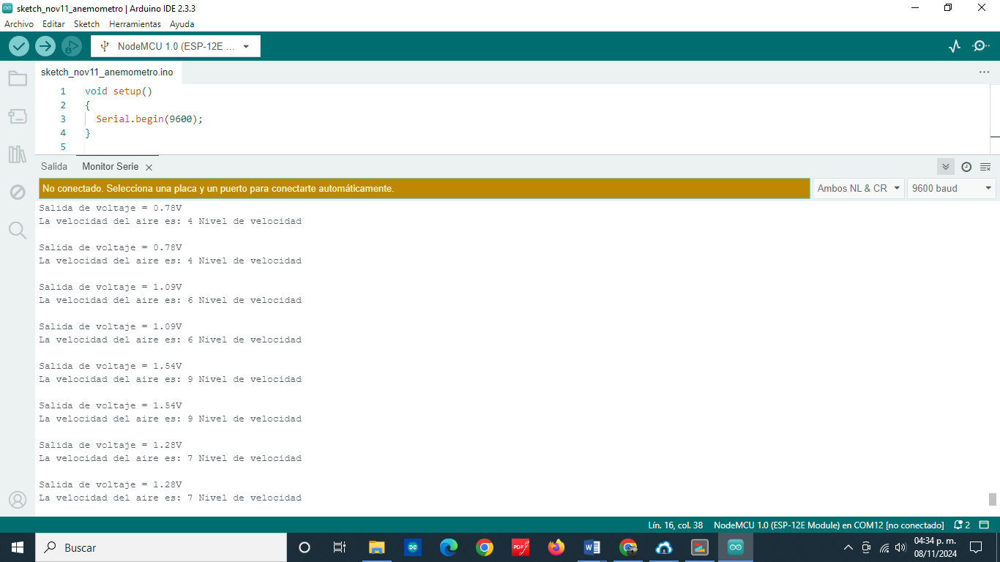 sketch_nov11_anemometro | Arduino IDE 2.3.3
Archivo Editar Sketch Herramientas Ayuda
NodeMCU 1.0 (ESP-12E ...
sketch_nov11_anemometro.ino
1 void setup()
2 {
3 Serial.begin(9600);
4 }
5
Salida Monitor Serie
No conectado. Selecciona una placa y un puerto para conectarte automáticamente.
Ambos NL & CR 9600 baud
Salida de voltaje = 0.78V
La velocidad del aire es: 4 Nivel de velocidad
Salida de voltaje = 0.78V
La velocidad del aire es: 4 Nivel de velocidad
Salida de voltaje = 1.09V
La velocidad del aire es: 6 Nivel de velocidad
Salida de voltaje = 1.09V
La velocidad del aire es: 6 Nivel de velocidad
Salida de voltaje = 1.54V
La velocidad del aire es: 9 Nivel de velocidad
Salida de voltaje = 1.54V
La velocidad del aire es: 9 Nivel de velocidad
Salida de voltaje = 1.28V
La velocidad del aire es: 7 Nivel de velocidad
Salida de voltaje = 1.28V
La velocidad del aire es: 7 Nivel de velocidad
Lín. 16, col. 38 NodeMCU 1.0 (ESP-12E Module) en COM12 [no conectado] 2
Buscar
PDF
W
04:34 p. m.
08/11/2024